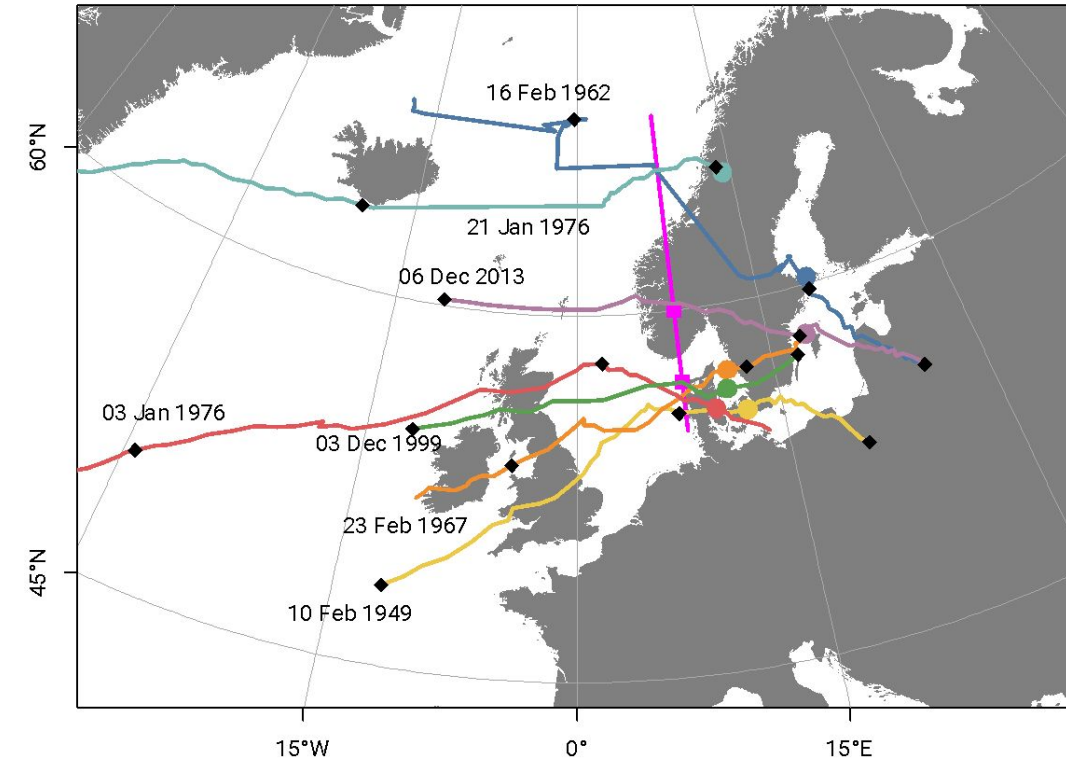 16 Feb 1962
60°N
21 Jan 1976
06 Dec 2013
03 Jan 1976
03 Dec 1999
23 Feb 1967
45°N
10 Feb 1949
15°W
0°
15°E